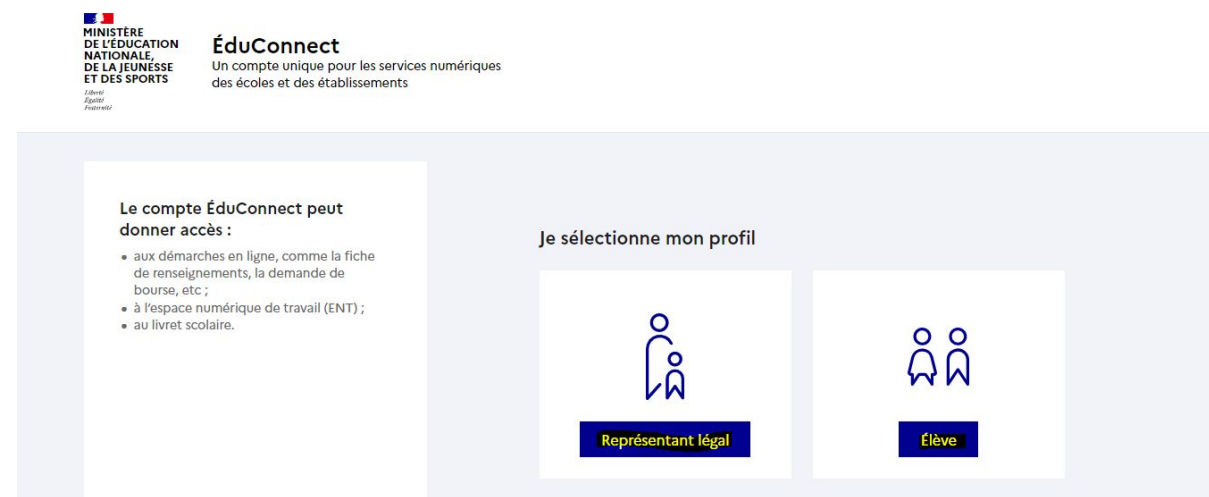 MINISTÈRE
DE L'ÉDUCATION
NATIONALE,
DE LA JEUNESSE
ET DES SPORTS
Liberté
Égalité
Fraternité
ÉduConnect
Un compte unique pour les services numériques
des écoles et des établissements
Le compte ÉduConnect peut
donner accès :
• aux démarches en ligne, comme la fiche
de renseignements, la demande de
bourse, etc ;
• à l'espace numérique de travail (ENT) ;
• au livret scolaire.
Je sélectionne mon profil
Représentant légal
Élève